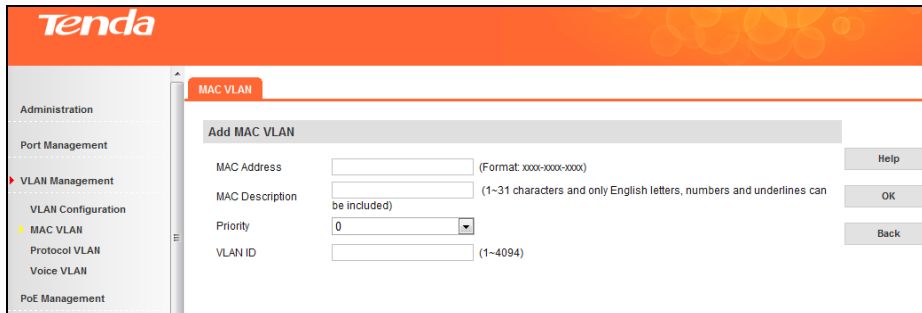 Tenda
Administration
Port Management
VLAN Management
VLAN Configuration
MAC VLAN
Protocol VLAN
Voice VLAN
PoE Management
MAC VLAN
Add MAC VLAN
MAC Address (Format: xxxx-xxxx-xxxx)
MAC Description (1~31 characters and only English letters, numbers and underlines can
be included)
Priority 0
VLAN ID (1~4094)
Help
OK
Back